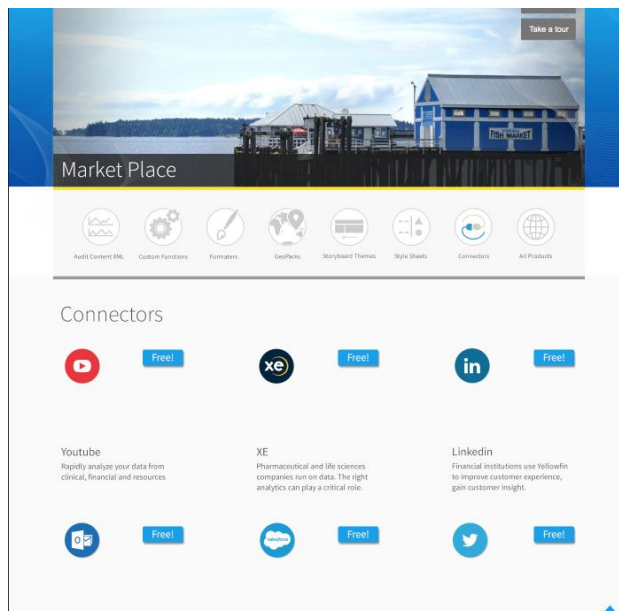 Take a tour
FISH MARKET
Market Place
Audit Content XML
Custom Functions
Formaters
GeoPacks
Storyboard Themes
Style Sheets
Connectors
All Products
Connectors
Free!
xe
Free!
in
Free!
Youtube
Rapidly analyze your data from
clinical, financial and resources
XE
Pharmaceutical and life sciences
companies run on data. The right
analytics can play a critical role.
Linkedin
Financial institutions use Yellowfin
to improve customer experience,
gain customer insight.
Free!
salesforce
Free!
Free!